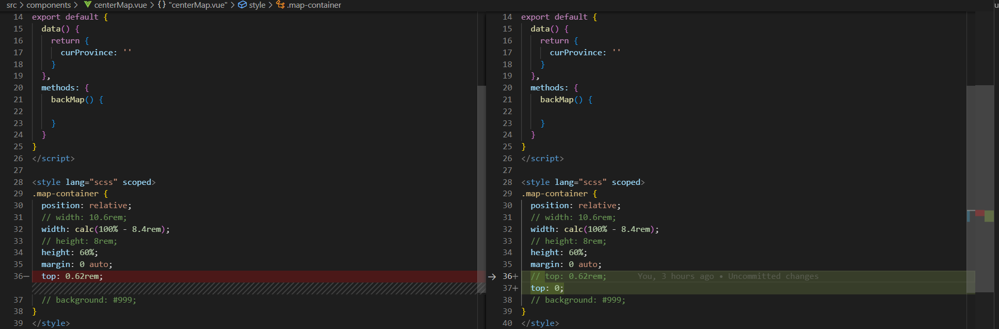 src > components > centerMap.vue > {} "centerMap.vue" > style > .map-container
14 export default {
15 data() {
16 return {
17 curProvince: ''
18 }
19 },
20 methods: {
21 backMap() {
22
23 }
24 }
25 }
26 </script>
27
28 <style lang="scss" scoped>
29 .map-container {
30 position: relative;
31 // width: 10.6rem;
32 width: calc(100% - 8.4rem);
33 // height: 8rem;
34 height: 60%;
35 margin: 0 auto;
36— top: 0.62rem;
37 // background: #999;
38 }
39 </style>
14 export default {
15 data() {
16 return {
17 curProvince: ''
18 }
19 },
20 methods: {
21 backMap() {
22
23 }
24 }
25 }
26 </script>
27
28 <style lang="scss" scoped>
29 .map-container {
30 position: relative;
31 // width: 10.6rem;
32 width: calc(100% - 8.4rem);
33 // height: 8rem;
34 height: 60%;
35 margin: 0 auto;
→ 36+ // top: 0.62rem; You, 3 hours ago • Uncommitted changes
37+ top: 0;
38 // background: #999;
39 }
40 </style>